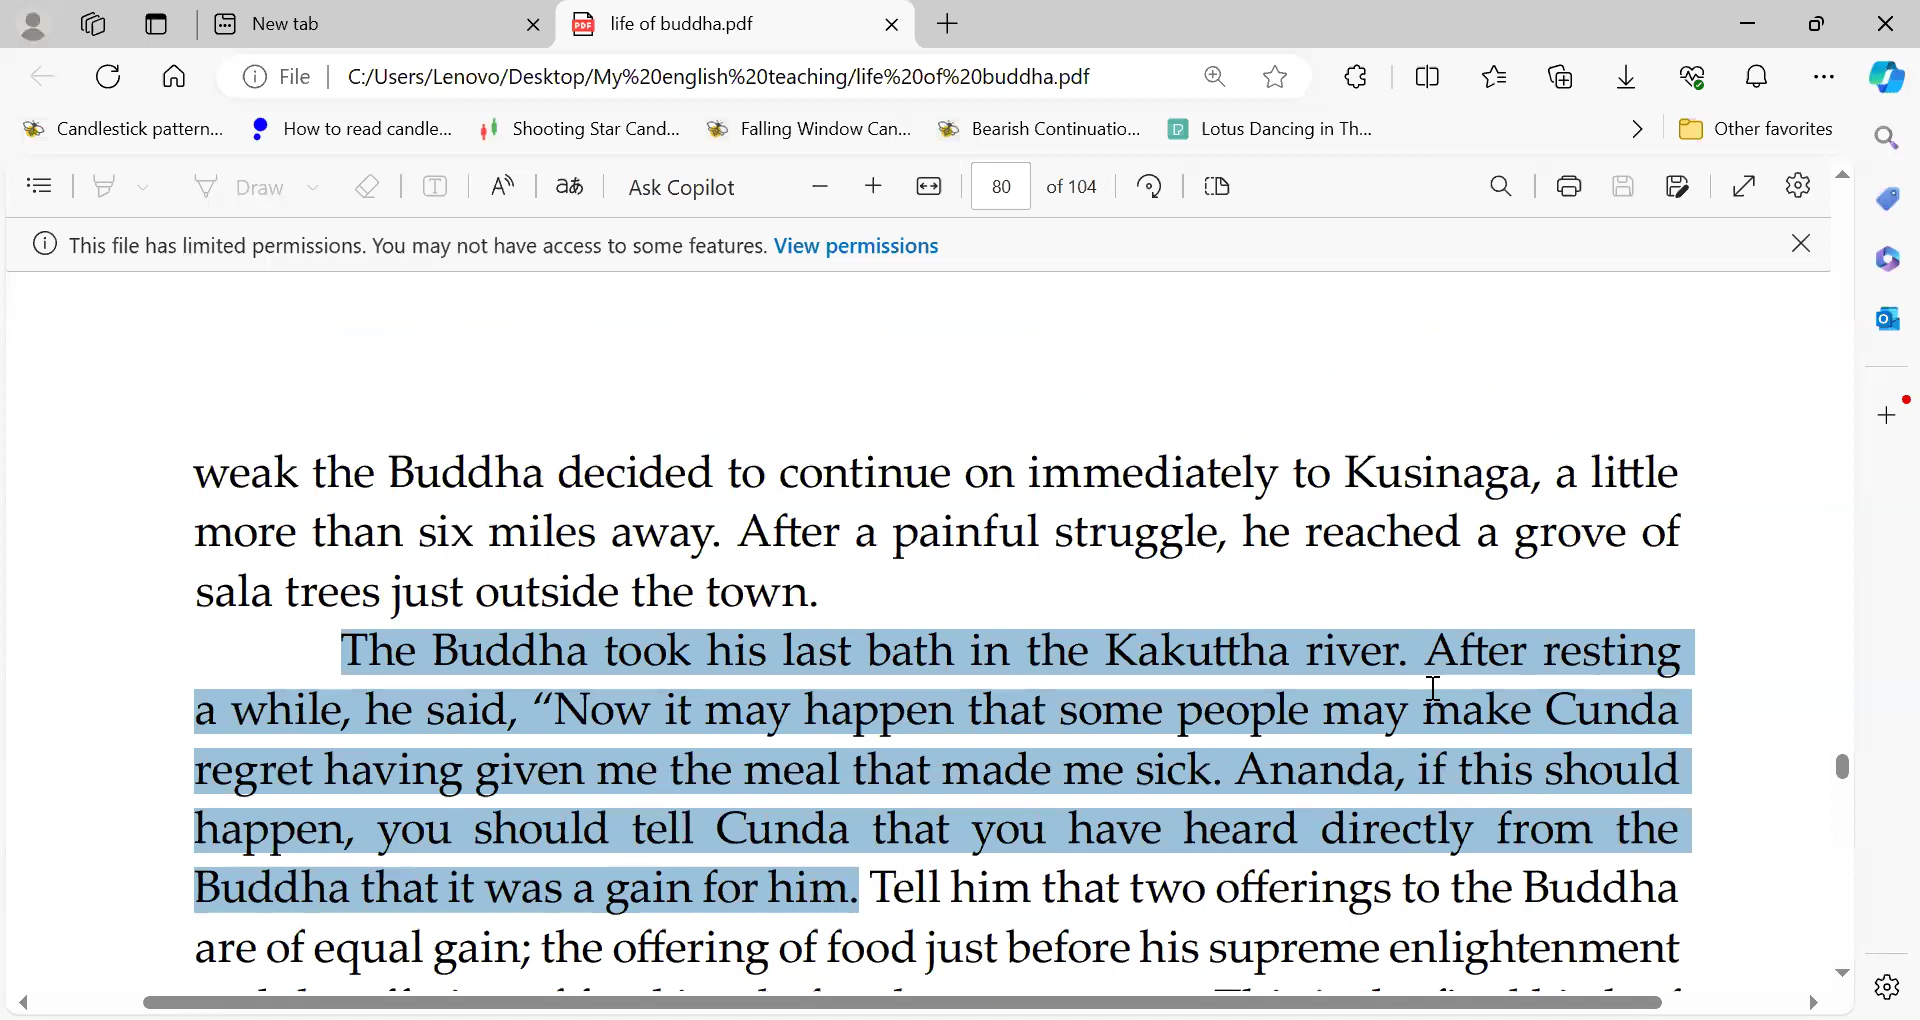 New tab
life of buddha.pdf
File
C:/Users/Lenovo/Desktop/My%20english%20teaching/life%20of%20buddha.pdf
Candlestick pattern...
How to read candle...
Shooting Star Cand...
Falling Window Can...
Bearish Continuatio...
Lotus Dancing in Th...
Other favorites
Draw
Ask Copilot
80 of 104
This file has limited permissions. You may not have access to some features. View permissions
weak the Buddha decided to continue on immediately to Kusinaga, a little
more than six miles away. After a painful struggle, he reached a grove of
sala trees just outside the town.
The Buddha took his last bath in the Kakuttha river. After resting
a while, he said, “Now it may happen that some people may make Cunda
regret having given me the meal that made me sick. Ananda, if this should
happen, you should tell Cunda that you have heard directly from the
Buddha that it was a gain for him. Tell him that two offerings to the Buddha
are of equal gain; the offering of food just before his supreme enlightenment